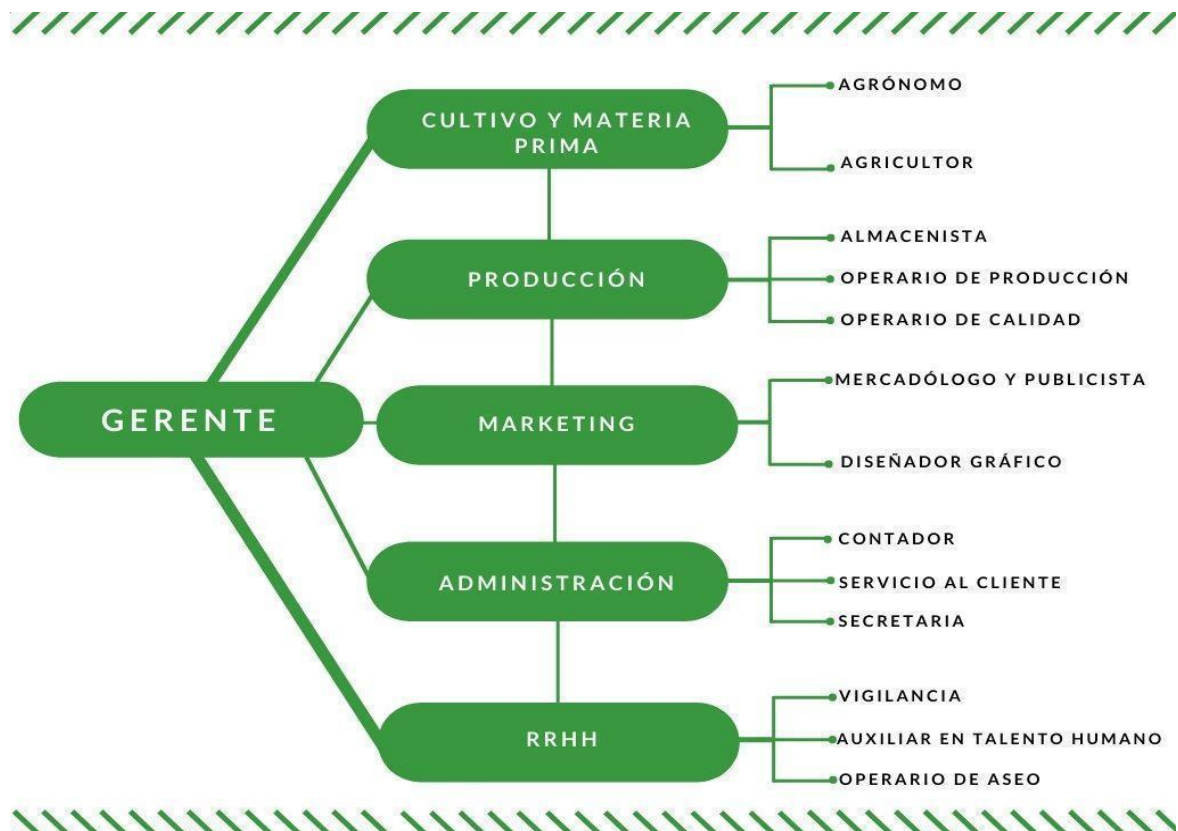 CULTIVO Y MATERIA
PRIMA
AGRÓNOMO
AGRICULTOR
PRODUCCIÓN
ALMACENISTA
OPERARIO DE PRODUCCIÓN
OPERARIO DE CALIDAD
GERENTE
MARKETING
MERCADÓLOGO Y PUBLICISTA
DISEÑADOR GRÁFICO
ADMINISTRACIÓN
CONTADOR
SERVICIO AL CLIENTE
SECRETARIA
RRHH
VIGILANCIA
AUXILIAR EN TALENTO HUMANO
OPERARIO DE ASEO